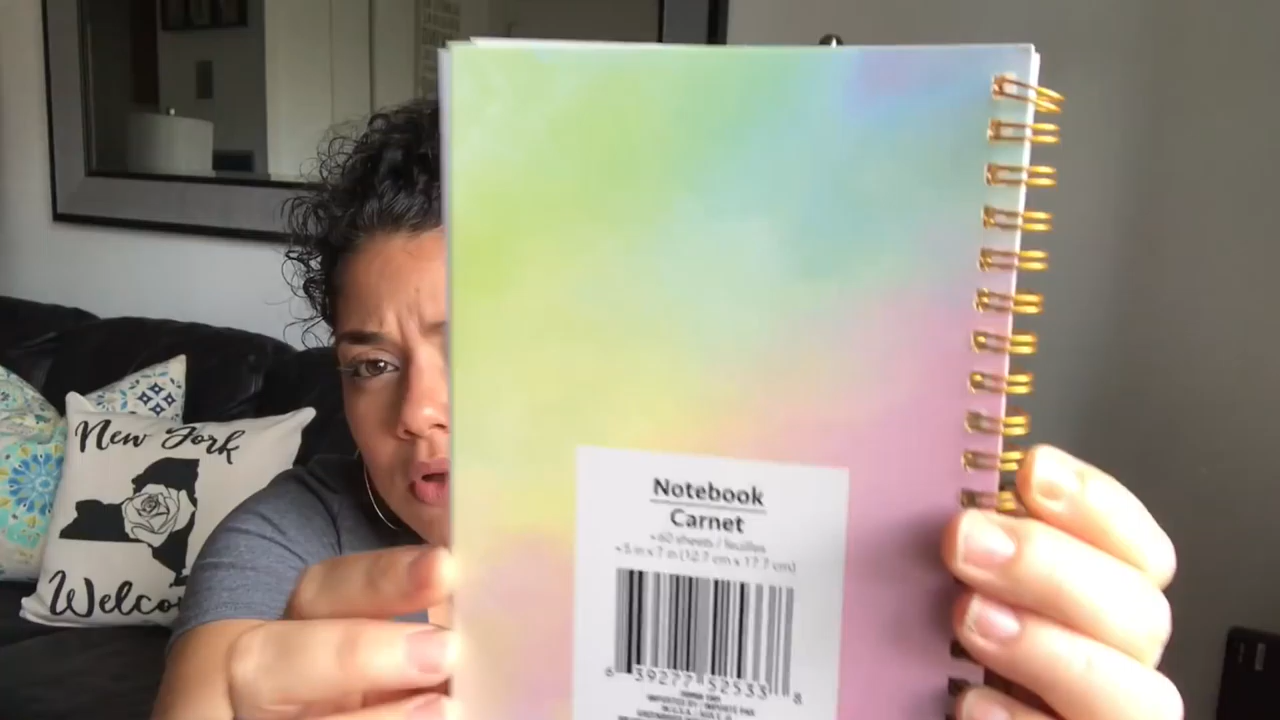 New York
Welco
Notebook
Carnet
• 60 sheets / feuilles
• 5 in x 7 in (12.7 cm x 17.7 cm)
6 39277 52533 8